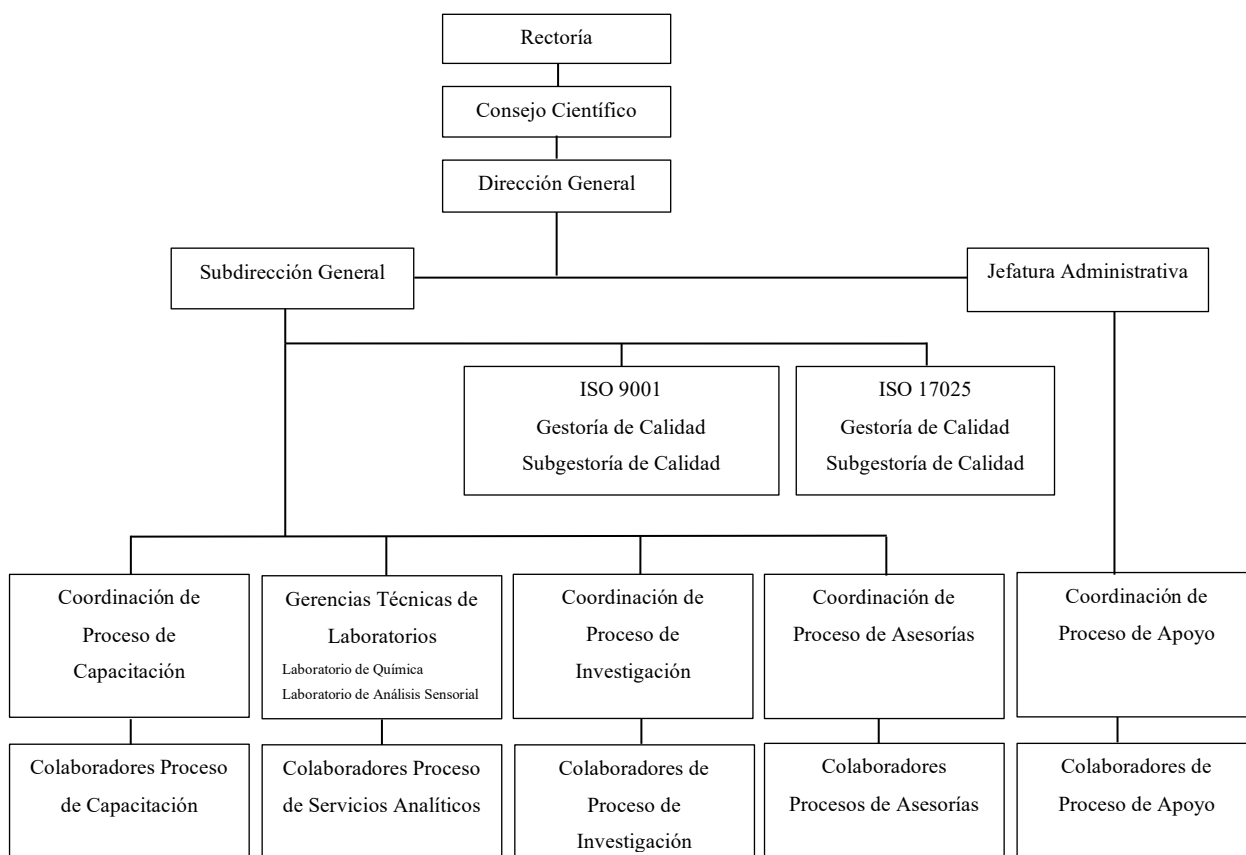 Rectoría
Consejo Científico
Dirección General
Subdirección General
Jefatura Administrativa
ISO 9001
Gestoría de Calidad
Subgestoría de Calidad
ISO 17025
Gestoría de Calidad
Subgestoría de Calidad
Coordinación de
Proceso de
Capacitación
Gerencias Técnicas de
Laboratorios
Laboratorio de Química
Laboratorio de Análisis Sensorial
Coordinación de
Proceso de
Investigación
Coordinación de
Proceso de Asesorías
Coordinación de
Proceso de Apoyo
Colaboradores Proceso
de Capacitación
Colaboradores Proceso
de Servicios Analíticos
Colaboradores de
Proceso de
Investigación
Colaboradores
Procesos de Asesorías
Colaboradores de
Proceso de Apoyo